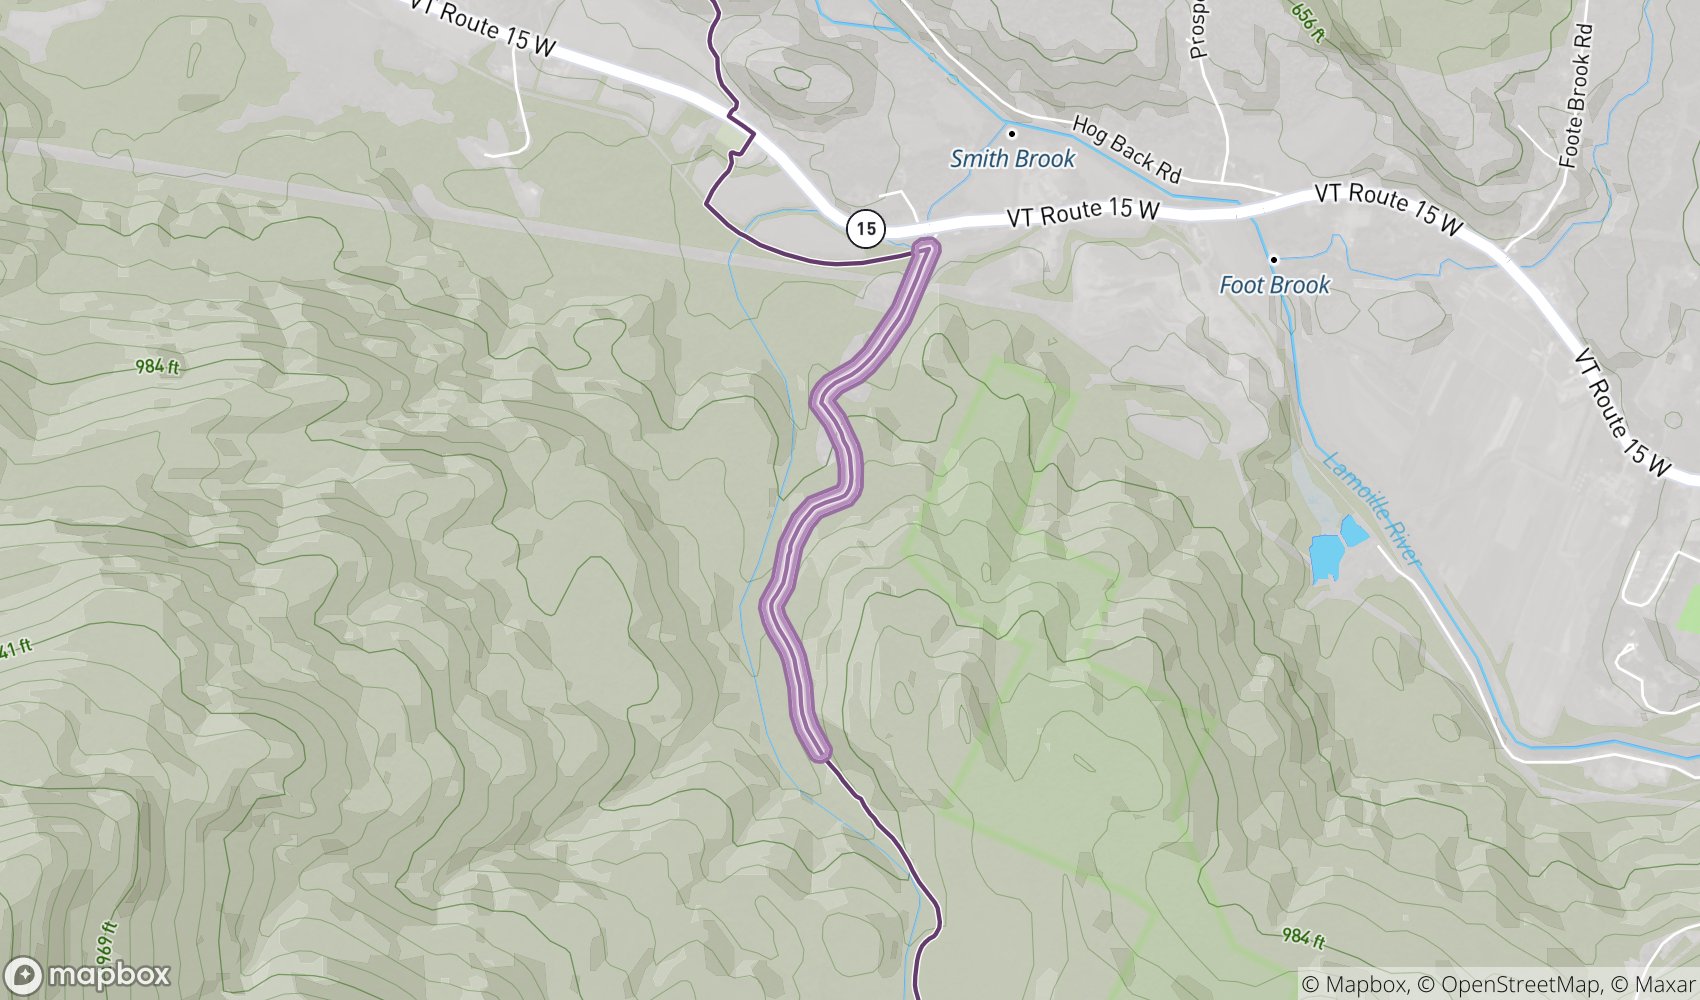 VT Route 15 W
656 ft
Prospe
Foote Brook Rd
Hog Back Rd
Smith Brook
VT Route 15 W
VT Route 15 W
15
Foot Brook
984 ft
VT Route 15 W
Lamoille River
41 ft
969 ft
984 ft
mapbox
© Mapbox, © OpenStreetMap, © Maxar